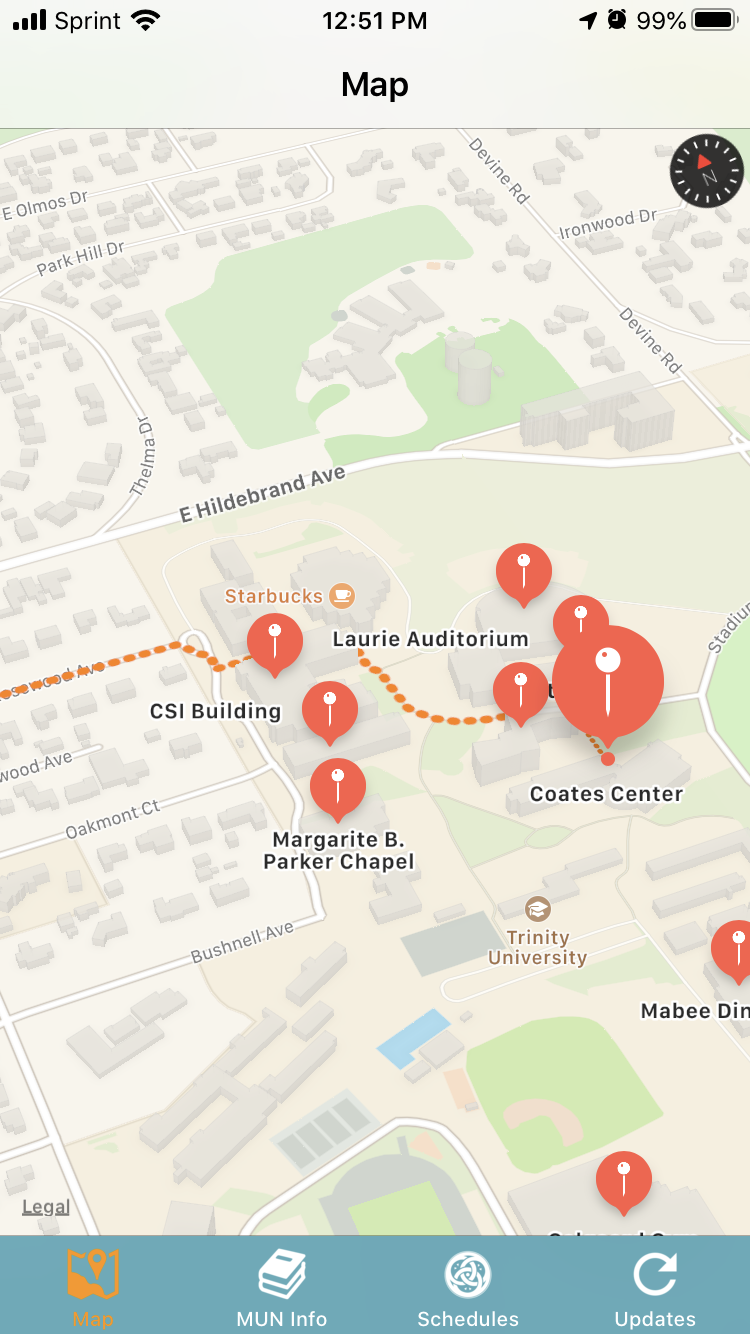 Sprint 12:51 PM 99%
Map
Devine Rd
E Olmos Dr
Ironwood Dr
Park Hill Dr
Devine Rd
Thelma Dr
E Hildebrand Ave
N
Starbucks
Laurie Auditorium
CSI Building
Coates Center
Oakmont Ct
Margarite B.
Parker Chapel
Bushnell Ave
Trinity
University
Mabee Din
Legal
Map MUN Info Schedules Updates